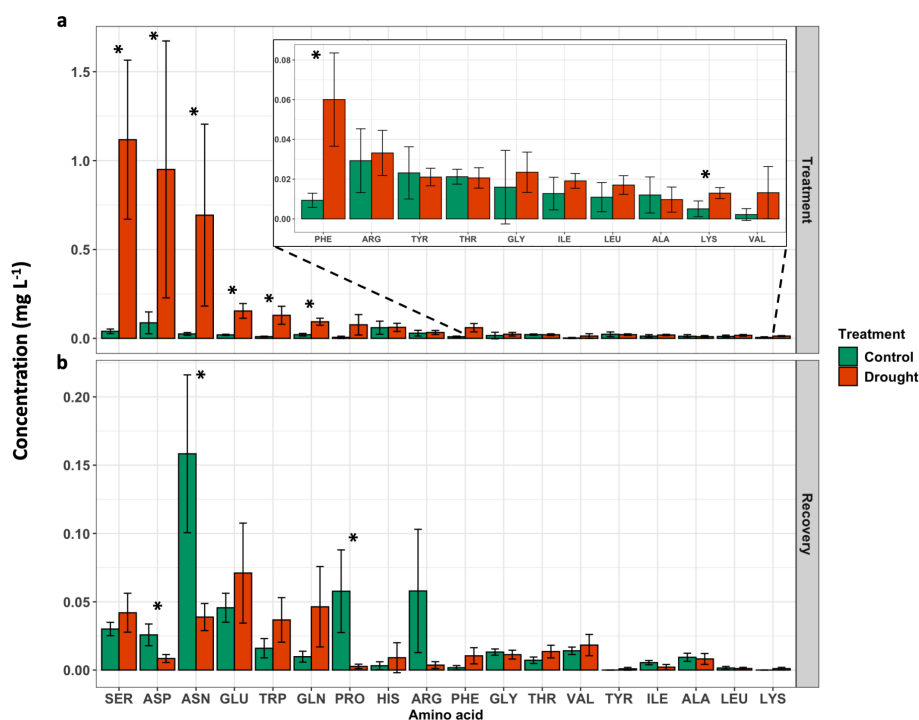 a
*
*
*
*
*
*
1.5
1.0
0.5
0.0
*
*
0.08
0.06
0.04
0.02
0.00
PHE ARG TYR THR GLY ILE LEU ALA LYS VAL
Treatment
Concentration (mg L-1)
Treatment
Control
Drought
b
*
*
*
0.20
0.15
0.10
0.05
0.00
Recovery
SER ASP ASN GLU TRP GLN PRO HIS ARG PHE GLY THR VAL TYR ILE ALA LEU LYS
Amino acid